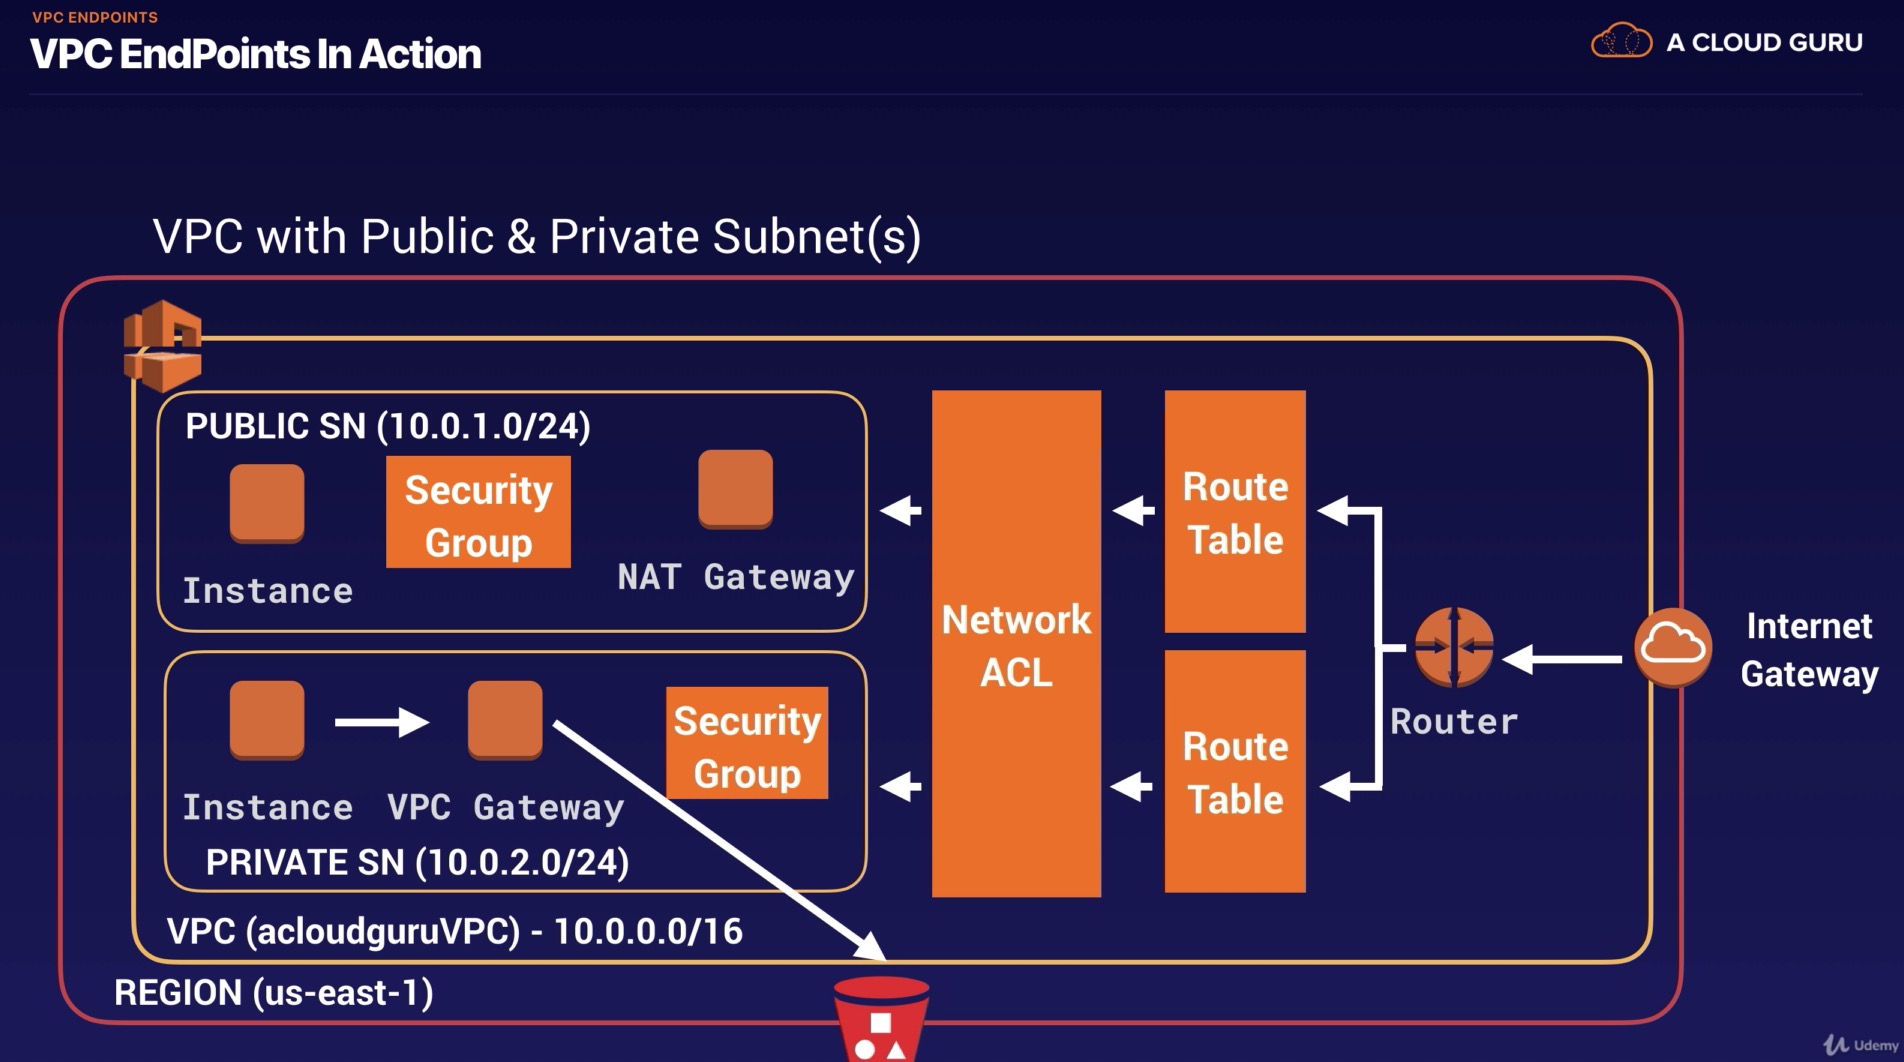 VPC ENDPOINTS
VPC EndPoints In Action
A CLOUD GURU
VPC with Public & Private Subnet(s)
PUBLIC SN (10.0.1.0/24)
Security
Group
Instance
NAT Gateway
Instance
VPC Gateway
Security
Group
PRIVATE SN (10.0.2.0/24)
Network
ACL
Route
Table
Route
Table
Router
Internet
Gateway
VPC (acloudguruVPC) - 10.0.0.0/16
REGION (us-east-1)
Udemy